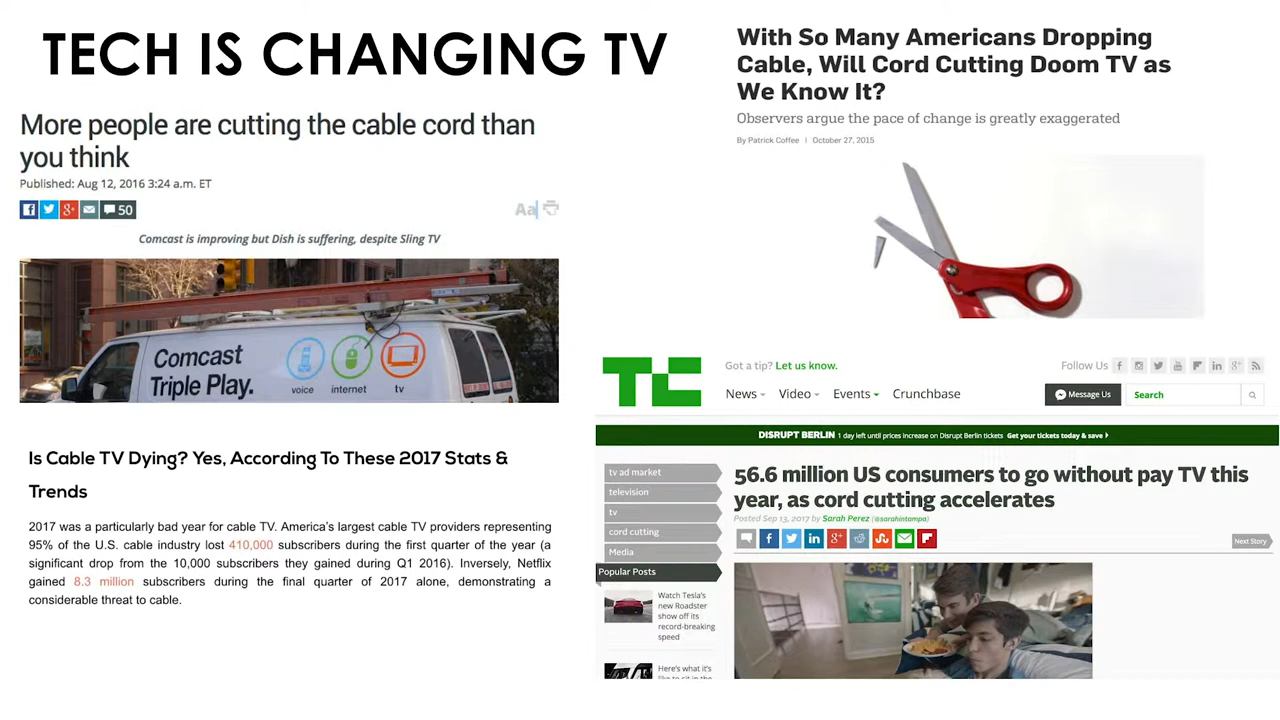 TECH IS CHANGING TV
More people are cutting the cable cord than
you think
Published: Aug 12, 2016 3:24 a.m. ET
50
Aa
Comcast is improving but Dish is suffering, despite Sling TV
Comcast
Triple Play.
voice internet tv
Is Cable TV Dying? Yes, According To These 2017 Stats &
Trends
2017 was a particularly bad year for cable TV. America's largest cable TV providers representing
95% of the U.S. cable industry lost 410,000 subscribers during the first quarter of the year (a
significant drop from the 10,000 subscribers they gained during Q1 2016). Inversely, Netflix
gained 8.3 million subscribers during the final quarter of 2017 alone, demonstrating a
considerable threat to cable.
With So Many Americans Dropping
Cable, Will Cord Cutting Doom TV as
We Know It?
Observers argue the pace of change is greatly exaggerated
By Patrick Coffee | October 27, 2015
TC
Got a tip? Let us know.
Follow Us
News Video Events Crunchbase
Message Us
Search
DISRUPT BERLIN 1 day left until prices increase on Disrupt Berlin tickets Get your tickets today & save
tv ad market
television
tv
cord cutting
Media
Popular Posts
Watch Tesla's
new Roadster
show off its
record-breaking
speed
Here's what it's
like to sit in the
56.6 million US consumers to go without pay TV this
year, as cord cutting accelerates
Posted Sep 13, 2017 by Sarah Perez (@sarahintampa)
Next Story